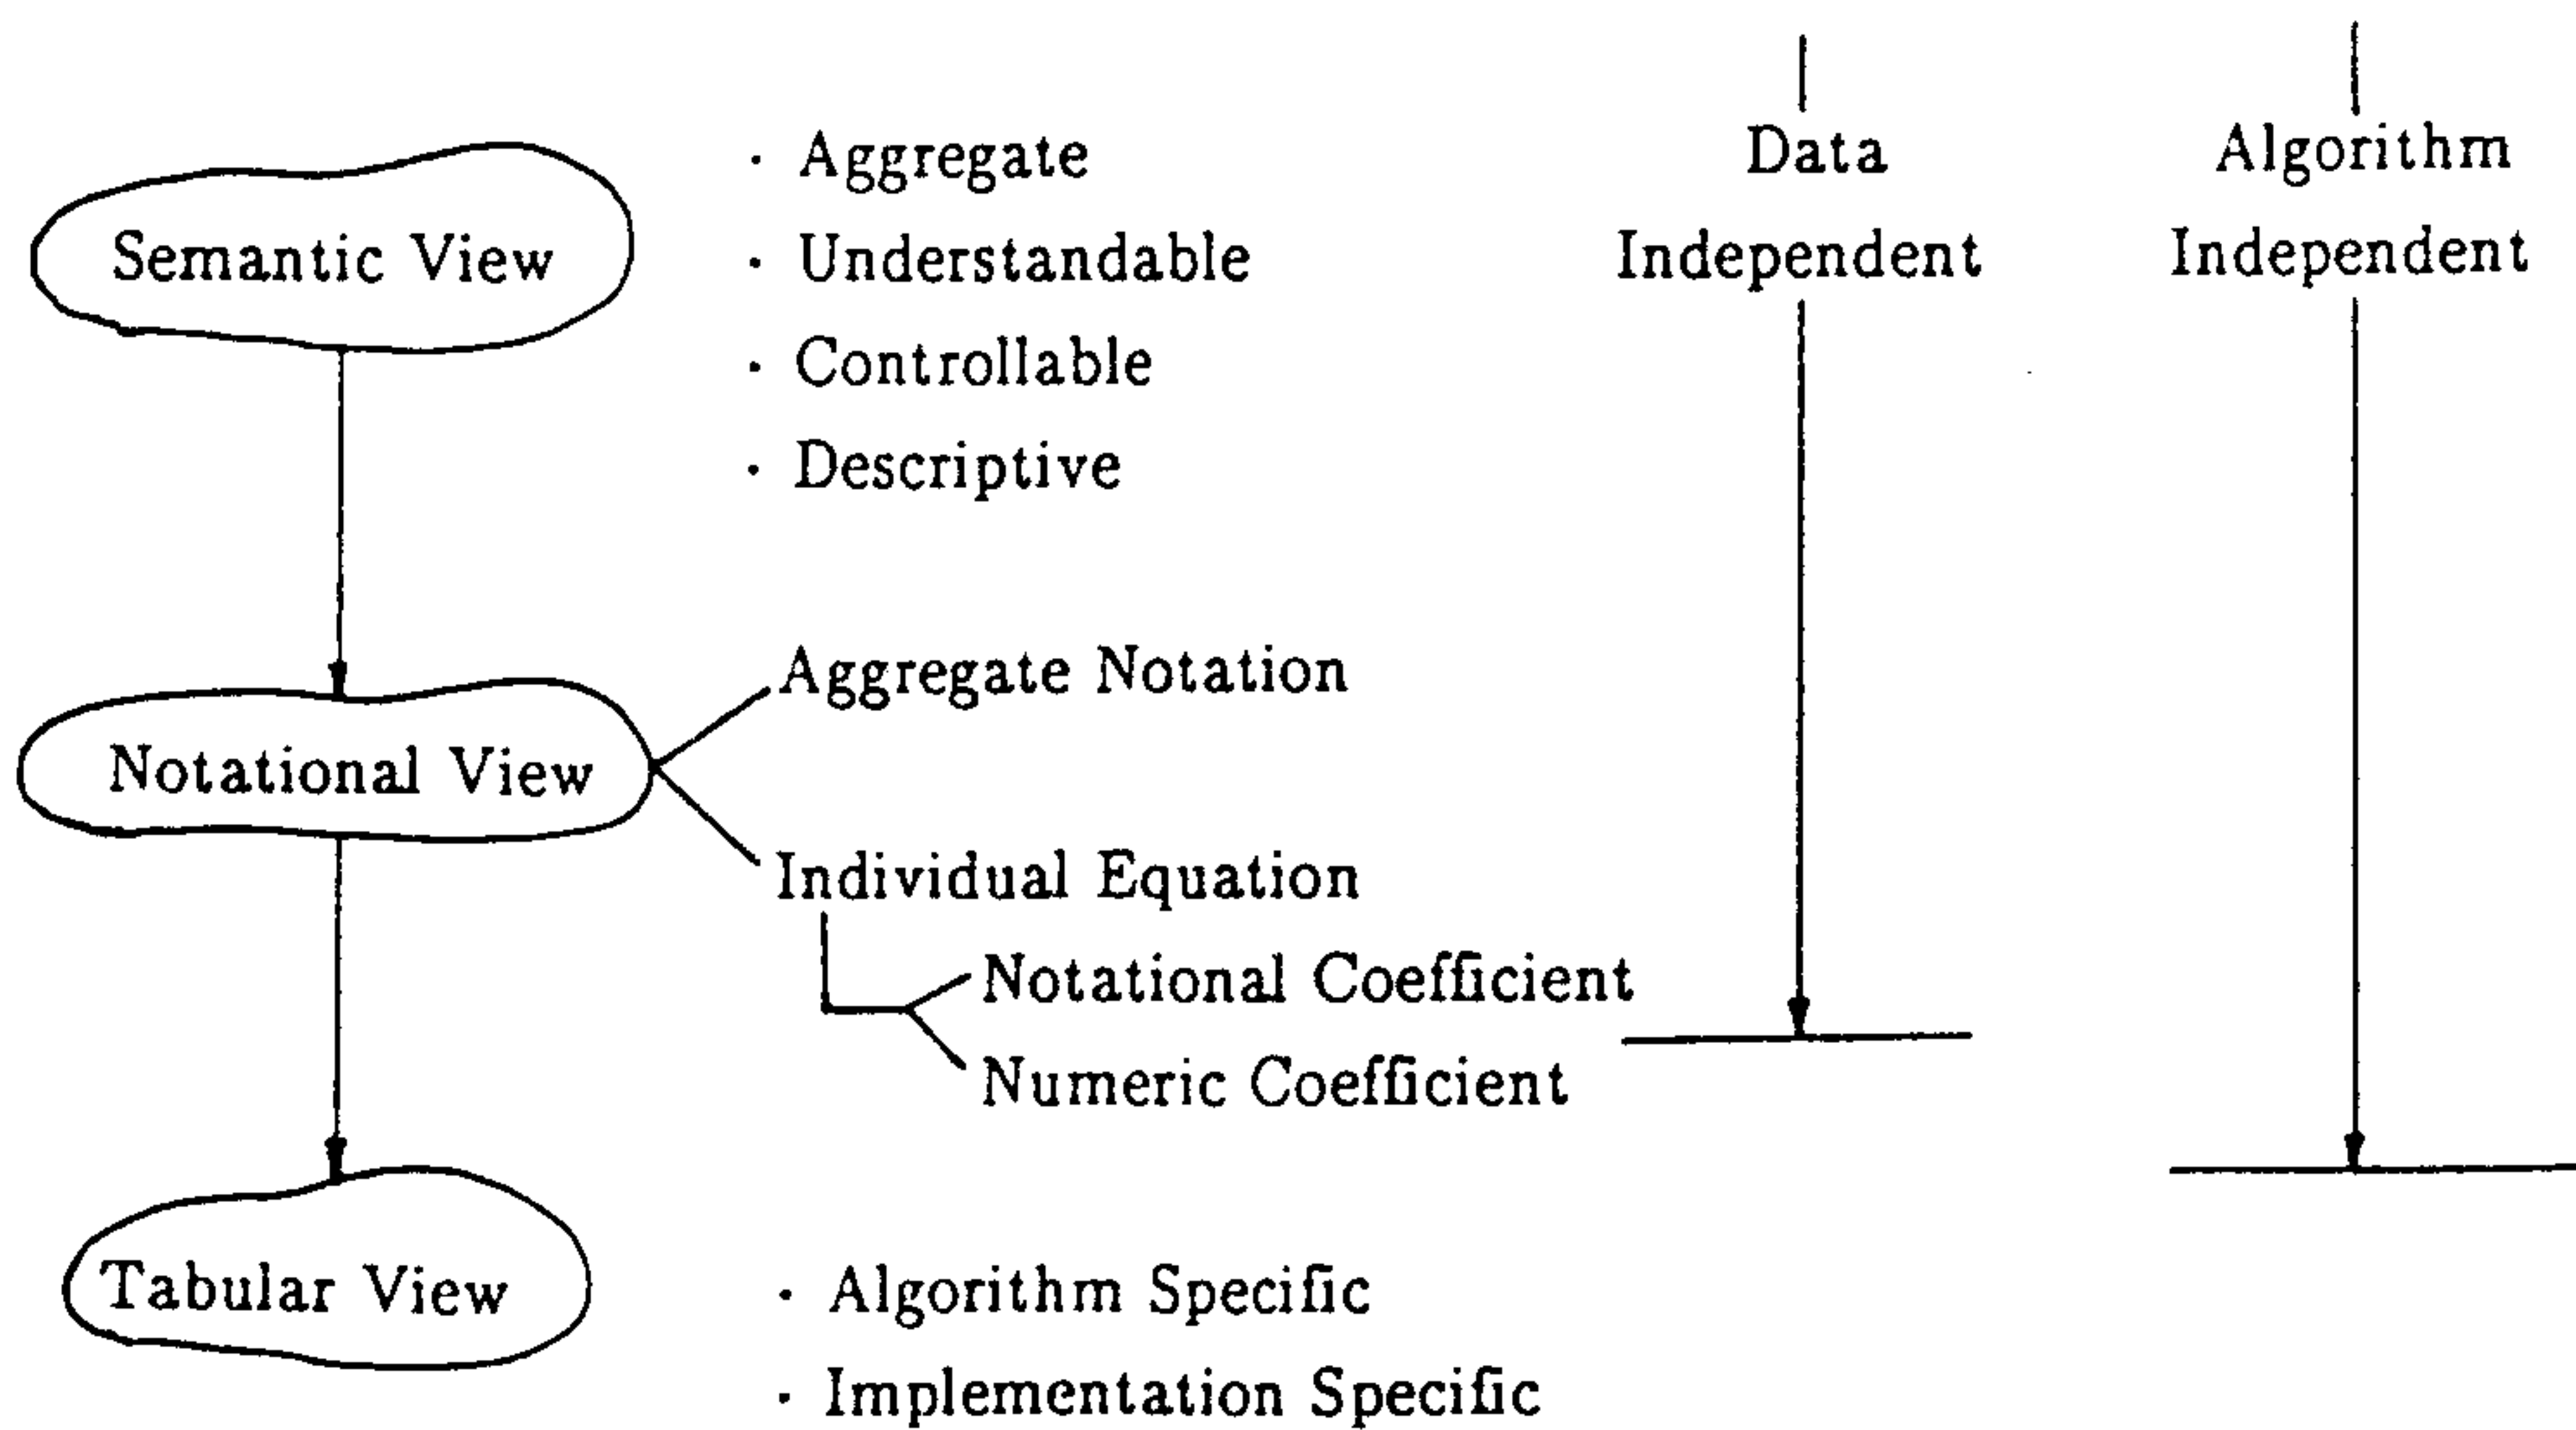 Semantic View
· Aggregate
· Understandable
· Controllable
· Descriptive
Data
Independent
Algorithm
Independent
Notational View
Aggregate Notation
Individual Equation
Notational Coefficient
Numeric Coefficient
Tabular View
· Algorithm Specific
· Implementation Specific